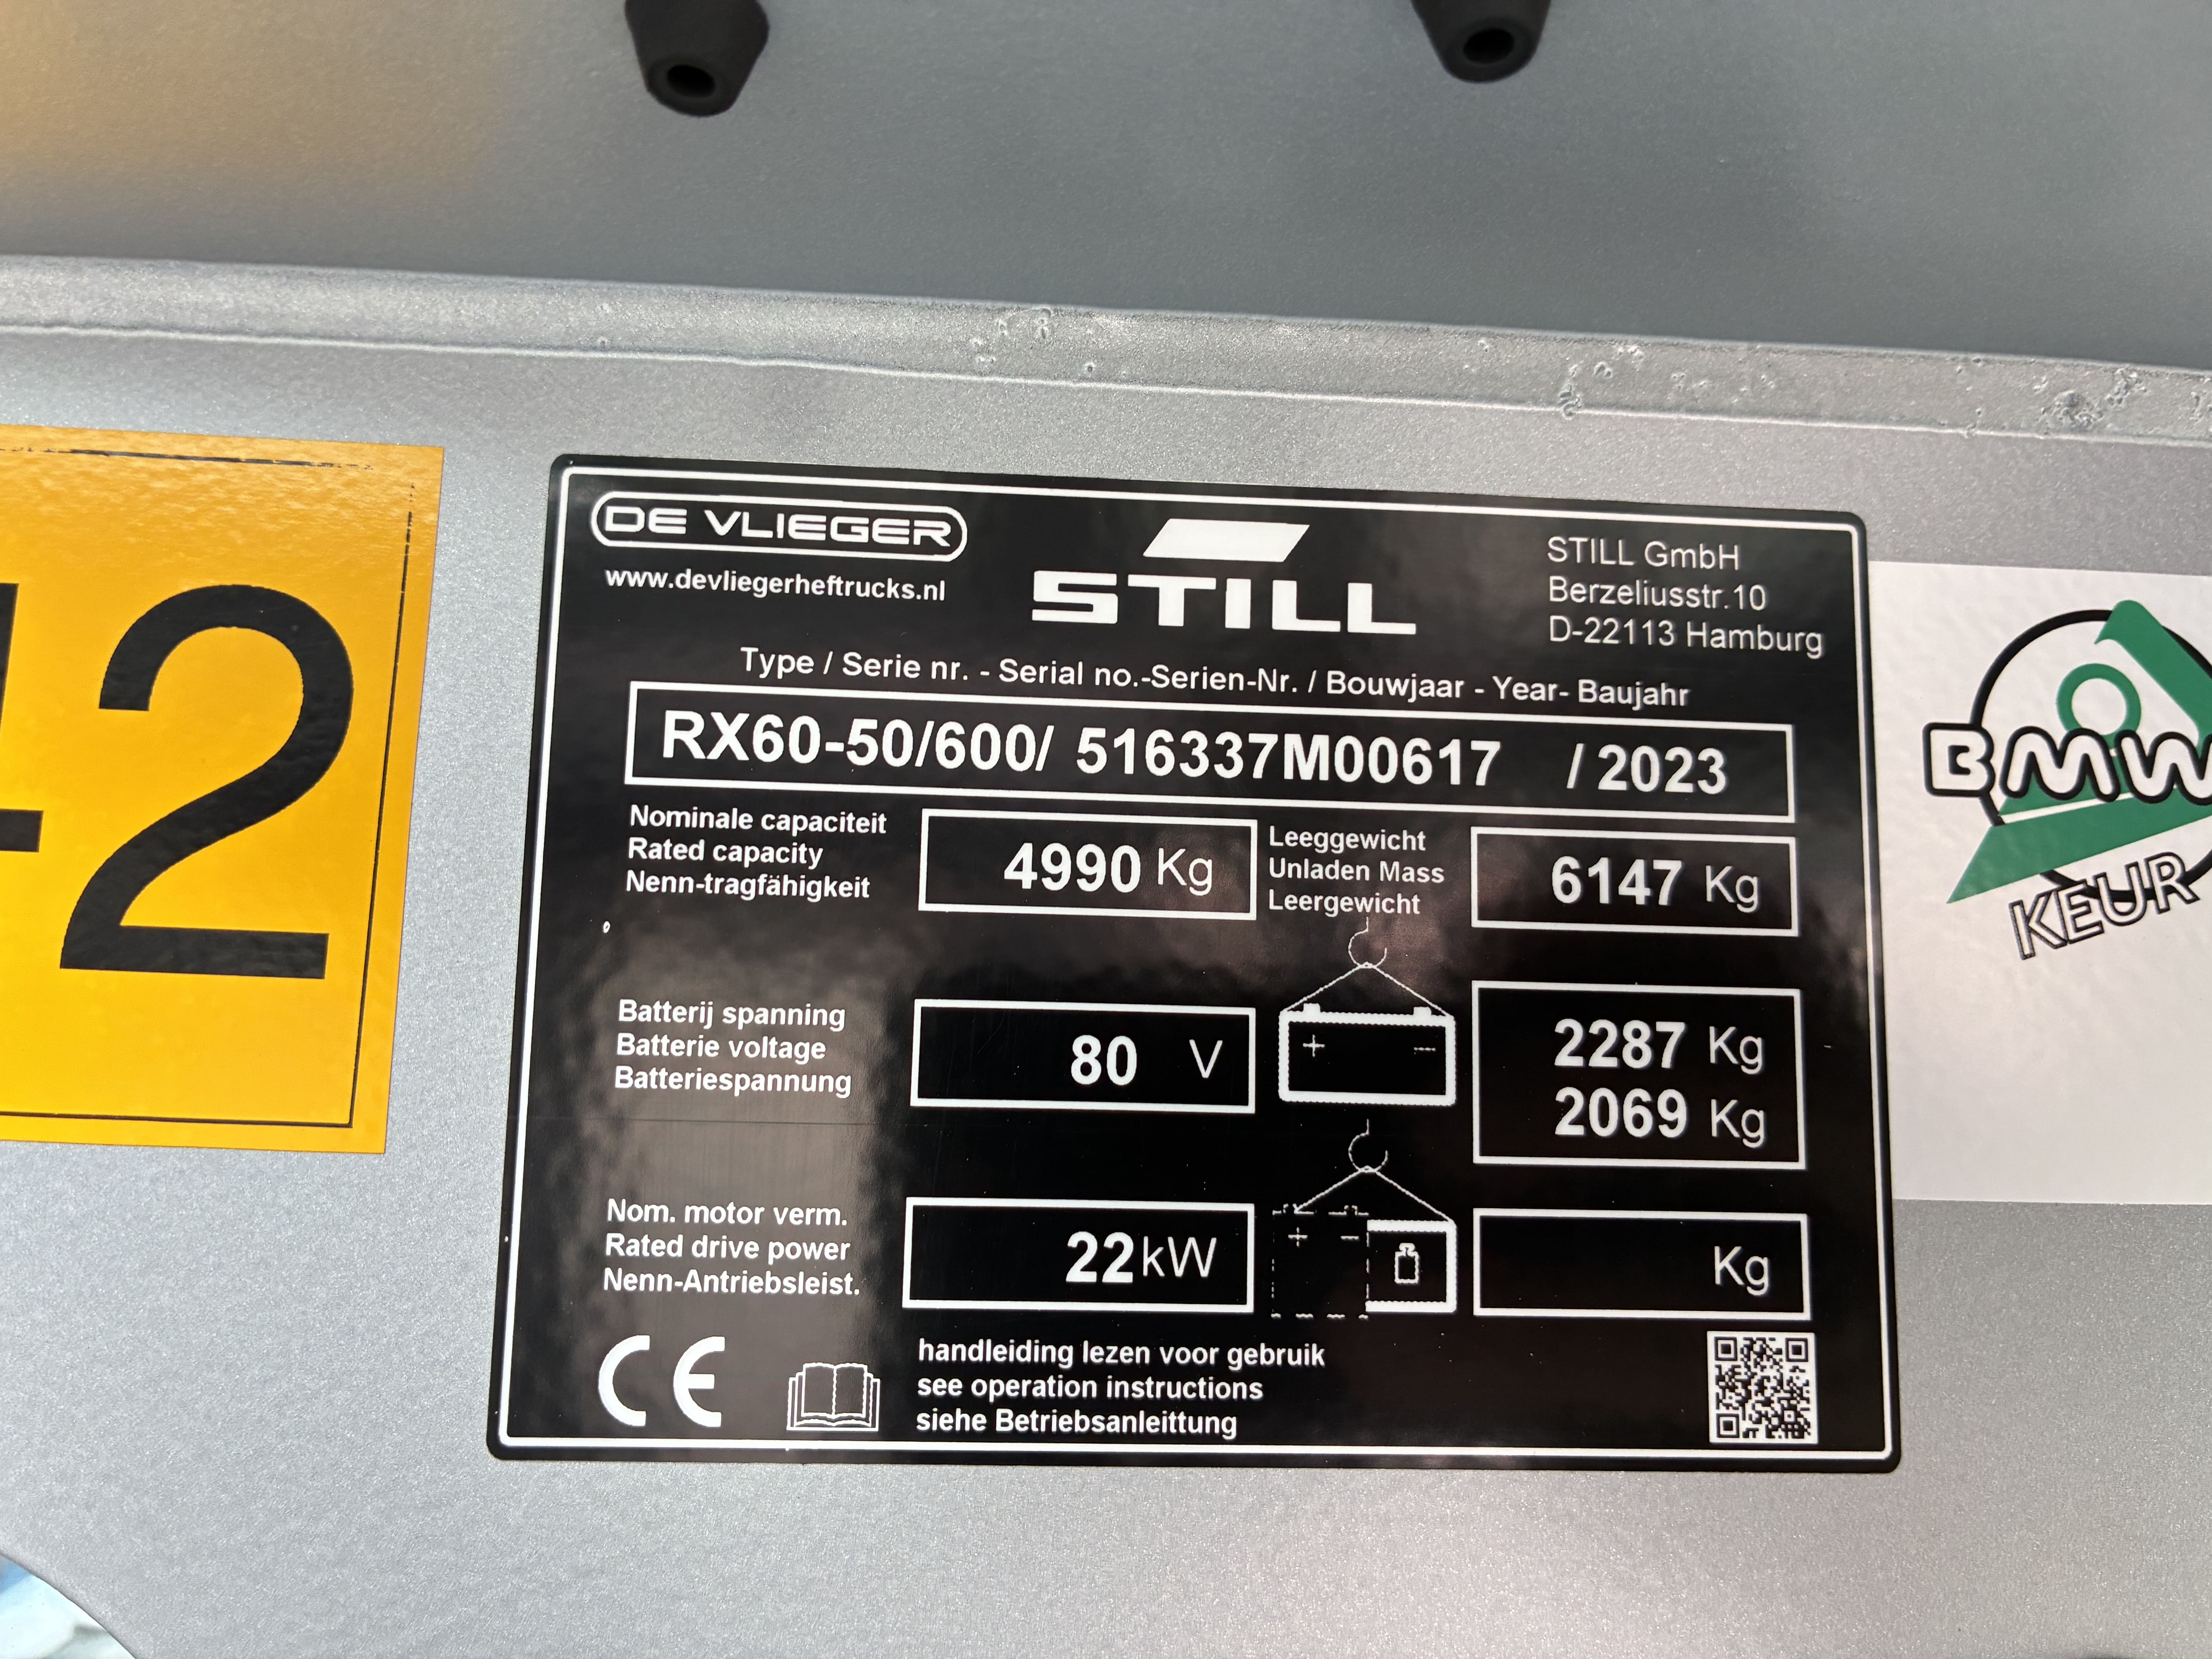 2
DE VLIEGER
www.devliegerheftrucks.nl
STILL
STILL GmbH
Berzeliusstr.10
D-22113 Hamburg
Type / Serie nr. - Serial no.-Serien-Nr. / Bouwjaar - Year- Baujahr
RX60-50/600/ 516337M00617 / 2023
Nominale capaciteit
Rated capacity
Nenn-tragfähigkeit
4990 Kg
Leeggewicht
Unladen Mass
Leergewicht
6147 Kg
Batterij spanning
Batterie voltage
Batteriespannung
80 V
+ -
2287 Kg
2069 Kg
Nom. motor verm.
Rated drive power
Nenn-Antriebsleist.
22kW
+ -
Kg
CE
handleiding lezen voor gebruik
see operation instructions
siehe Betriebsanleittung
BMW
KEUR